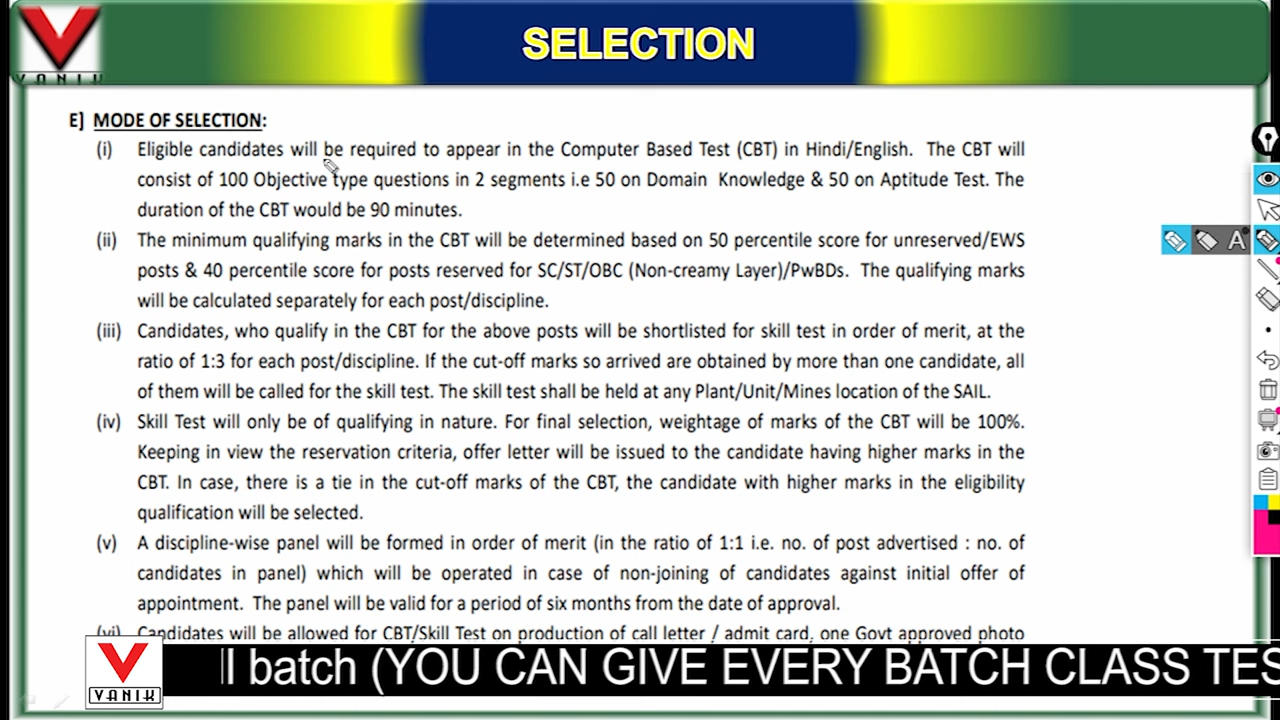 VANIK
SELECTION
E] MODE OF SELECTION:
(i) Eligible candidates will be required to appear in the Computer Based Test (CBT) in Hindi/English. The CBT will
consist of 100 Objective type questions in 2 segments i.e 50 on Domain Knowledge & 50 on Aptitude Test. The
duration of the CBT would be 90 minutes.
(ii) The minimum qualifying marks in the CBT will be determined based on 50 percentile score for unreserved/EWS
posts & 40 percentile score for posts reserved for SC/ST/OBC (Non-creamy Layer)/PwBDs. The qualifying marks
will be calculated separately for each post/discipline.
(iii) Candidates, who qualify in the CBT for the above posts will be shortlisted for skill test in order of merit, at the
ratio of 1:3 for each post/discipline. If the cut-off marks so arrived are obtained by more than one candidate, all
of them will be called for the skill test. The skill test shall be held at any Plant/Unit/Mines location of the SAIL.
(iv) Skill Test will only be of qualifying in nature. For final selection, weightage of marks of the CBT will be 100%.
Keeping in view the reservation criteria, offer letter will be issued to the candidate having higher marks in the
CBT. In case, there is a tie in the cut-off marks of the CBT, the candidate with higher marks in the eligibility
qualification will be selected.
(v) A discipline-wise panel will be formed in order of merit (in the ratio of 1:1 i.e. no. of post advertised : no. of
candidates in panel) which will be operated in case of non-joining of candidates against initial offer of
appointment. The panel will be valid for a period of six months from the date of approval.
(vi) Candidates will be allowed for CBT/Skill Test on production of call letter / admit card, one Govt approved photo
VANIK
ll batch (YOU CAN GIVE EVERY BATCH CLASS TES
A